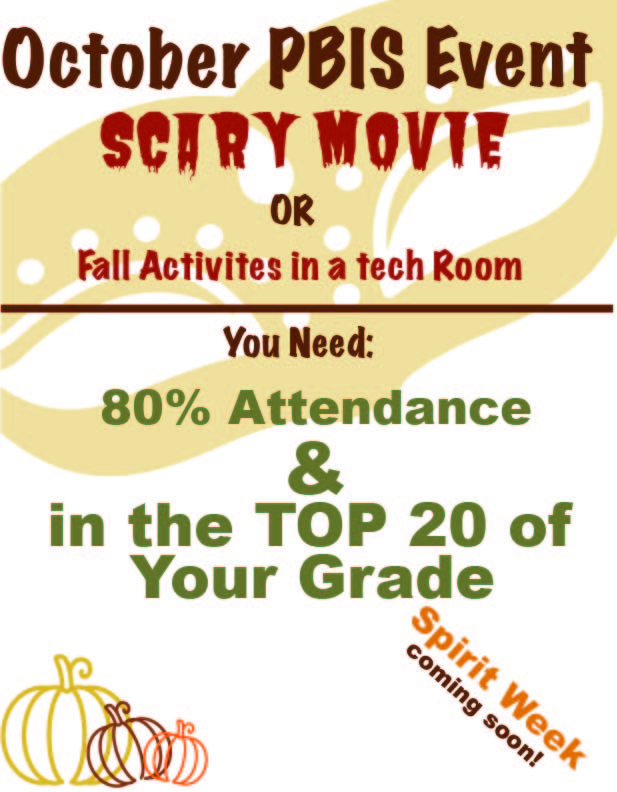 October PBIS Event
SCARY MOVIE
OR
Fall Activites in a tech Room
You Need:
80% Attendance
&
in the TOP 20 of
Your Grade
Spirit Week
coming soon!